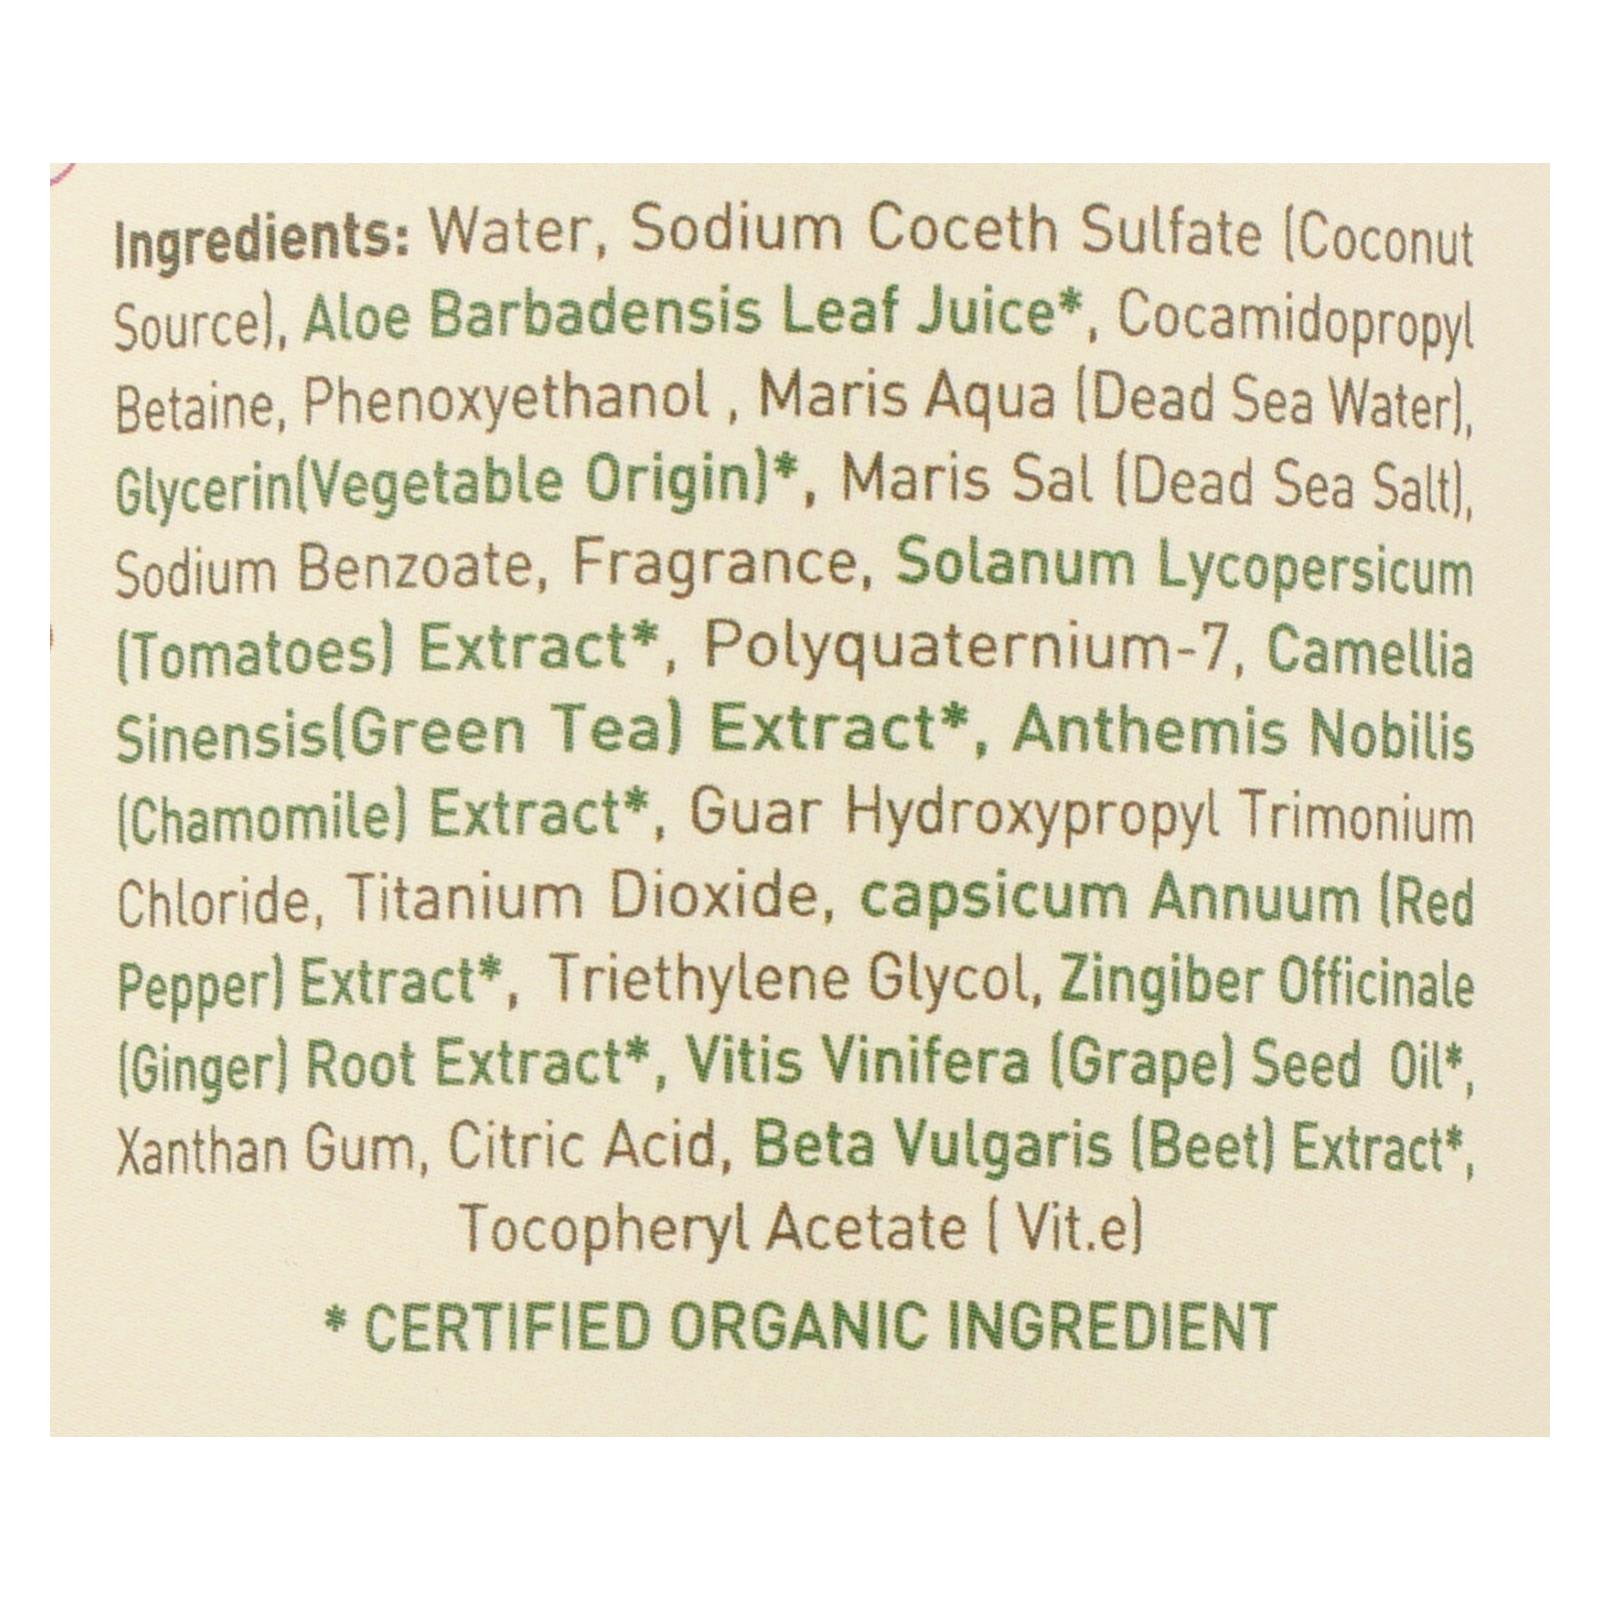 Ingredients: Water, Sodium Coceth Sulfate (Coconut
Source), Aloe Barbadensis Leaf Juice*, Cocamidopropyl
Betaine, Phenoxyethanol , Maris Aqua (Dead Sea Water),
Glycerin(Vegetable Origin)*, Maris Sal (Dead Sea Salt),
Sodium Benzoate, Fragrance, Solanum Lycopersicum
(Tomatoes) Extract*, Polyquaternium-7, Camellia
Sinensis(Green Tea) Extract*, Anthemis Nobilis
(Chamomile) Extract*, Guar Hydroxypropyl Trimonium
Chloride, Titanium Dioxide, capsicum Annuum (Red
Pepper) Extract*, Triethylene Glycol, Zingiber Officinale
(Ginger) Root Extract*, Vitis Vinifera (Grape) Seed Oil*,
Xanthan Gum, Citric Acid, Beta Vulgaris (Beet) Extract*,
Tocopheryl Acetate ( Vit.e)
* CERTIFIED ORGANIC INGREDIENT